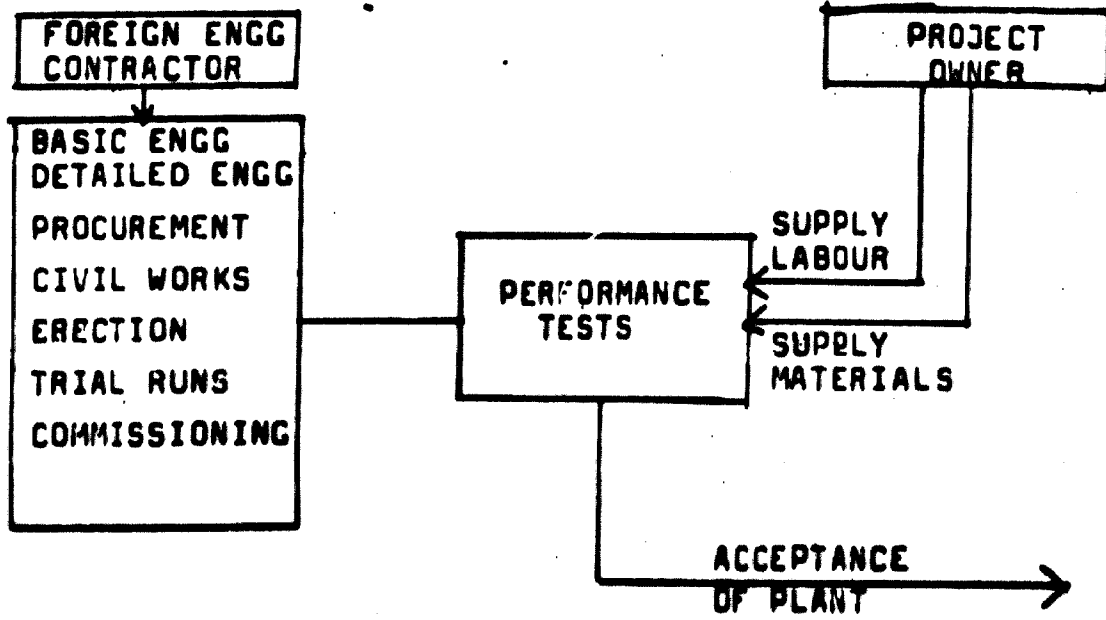 FOREIGN ENGG
CONTRACTOR
PROJECT
OWNER
BASIC ENGG
DETAILED ENGG
PROCUREMENT
CIVIL WORKS
ERECTION
TRIAL RUNS
COMMISSIONING
PERFORMANCE
TESTS
SUPPLY
LABOUR
SUPPLY
MATERIALS
ACCEPTANCE
OF PLANT